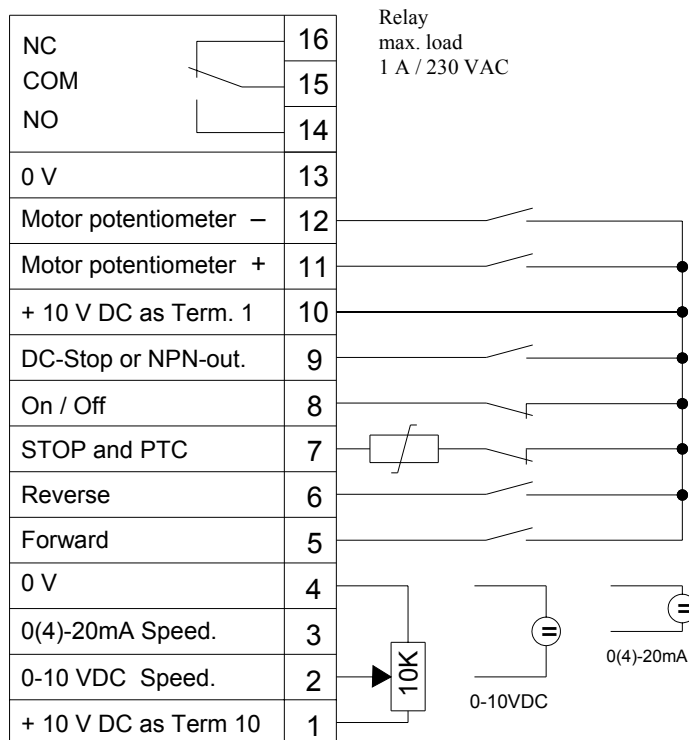 Relay
max. load
1 A / 230 VAC
NC 16
COM 15
NO 14
0 V 13
Motor potentiometer – 12
Motor potentiometer + 11
+ 10 V DC as Term. 1 10
DC-Stop or NPN-out. 9
On / Off 8
STOP and PTC 7
Reverse 6
Forward 5
0 V 4
0(4)-20mA Speed. 3
0-10 VDC Speed. 2
+ 10 V DC as Term 10 1
10K
0-10VDC
0(4)-20mA